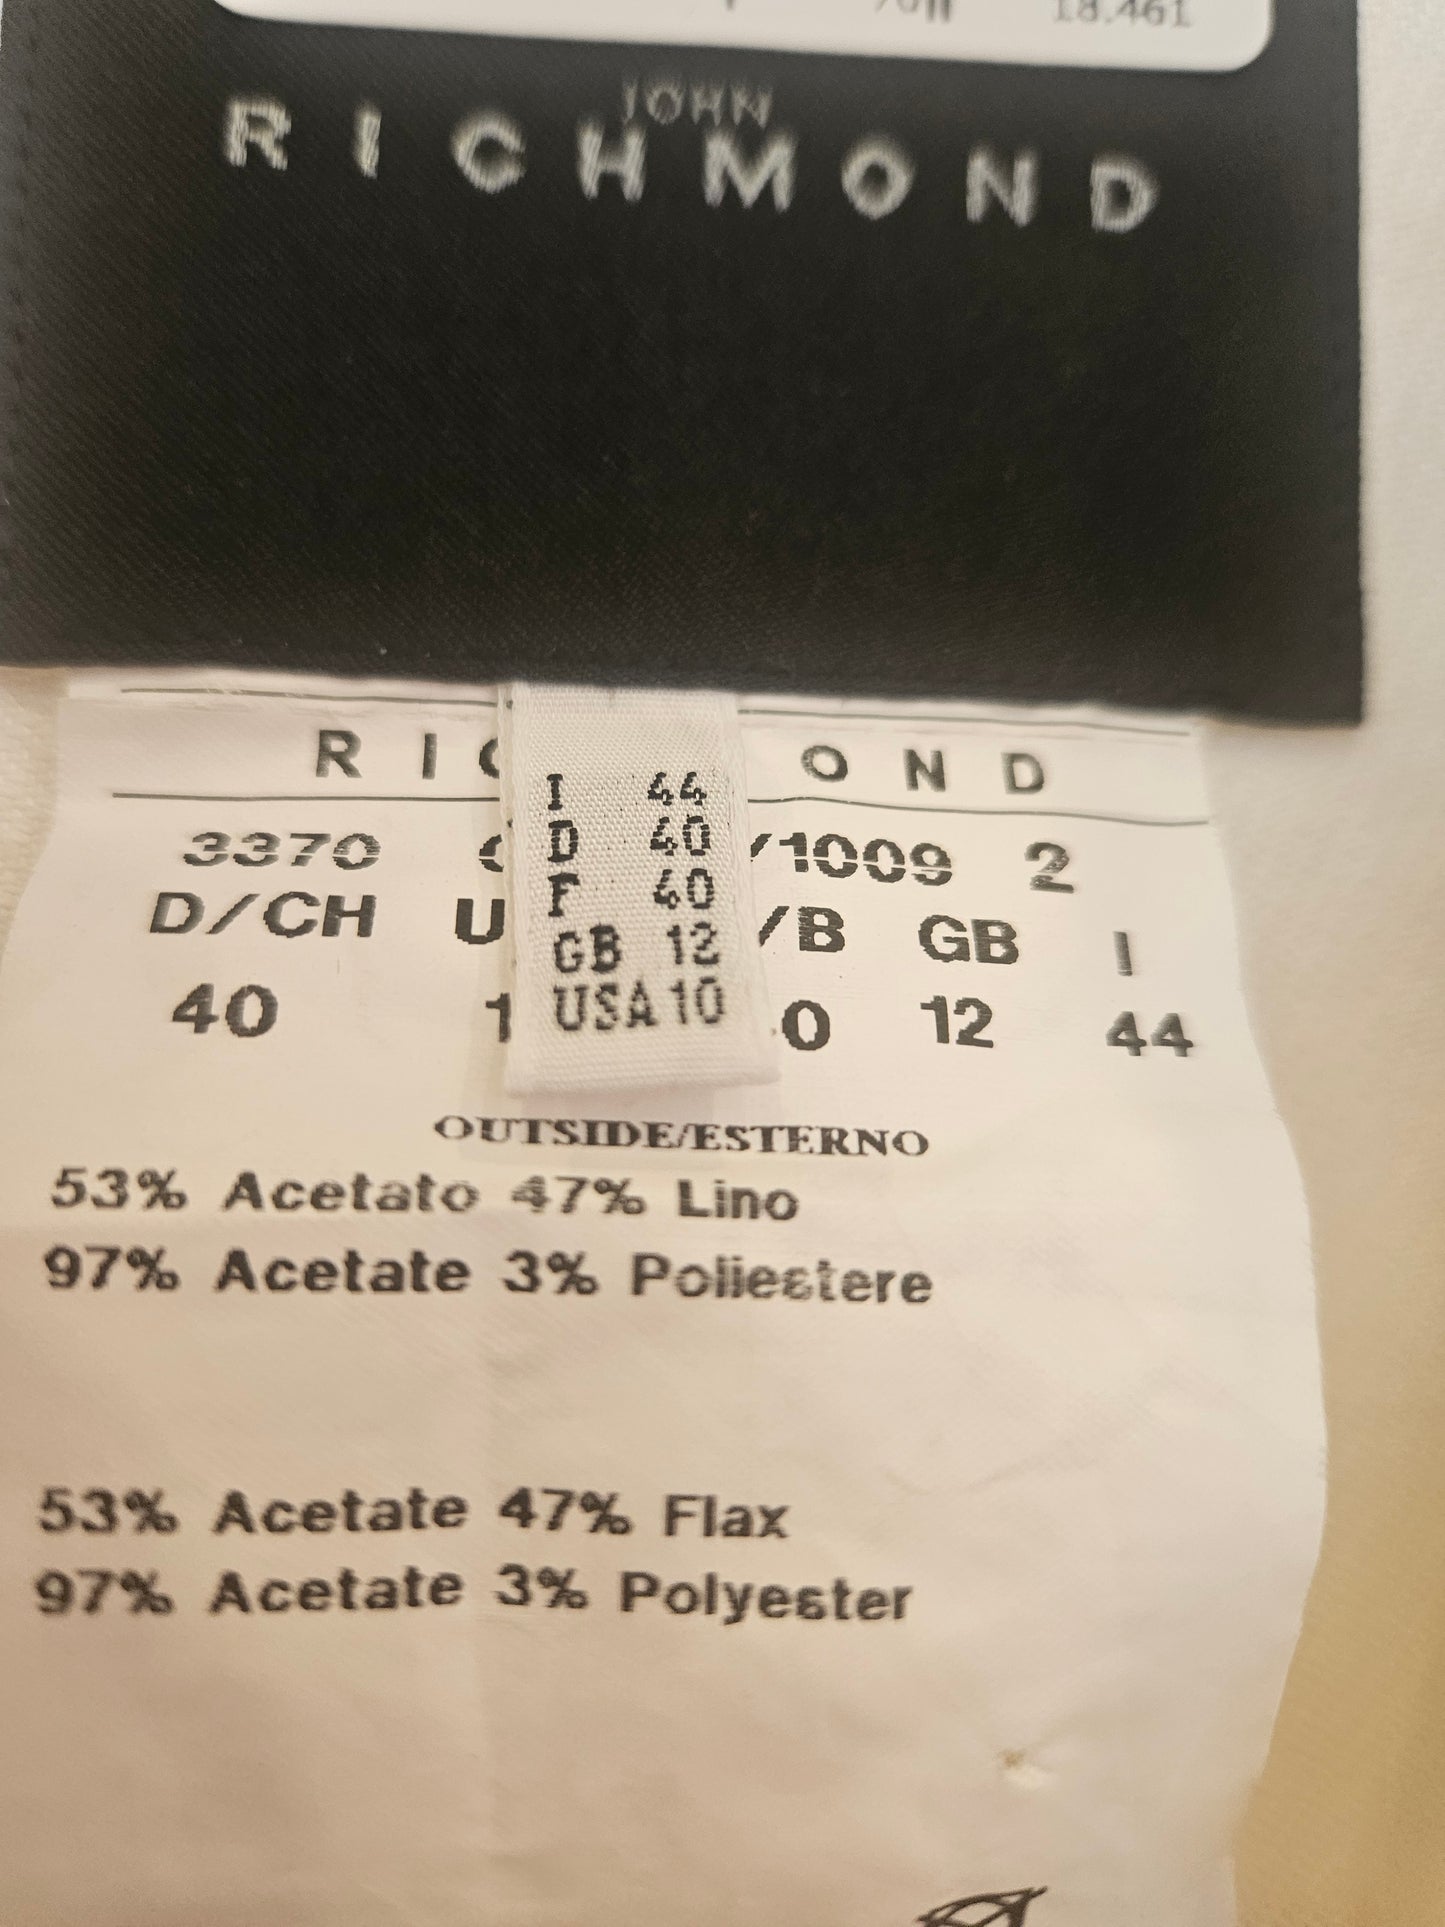 18.461
JOHN
RICHMOND
I 44
D 40
F 40
GB 12
USA 10
RI OND
3370 /1009 2
D/CH U /B GB I
40 1 0 12 44
OUTSIDE/ESTERNO
53% Acetato 47% Lino
97% Acetate 3% Poliestere
53% Acetate 47% Flax
97% Acetate 3% Polyester